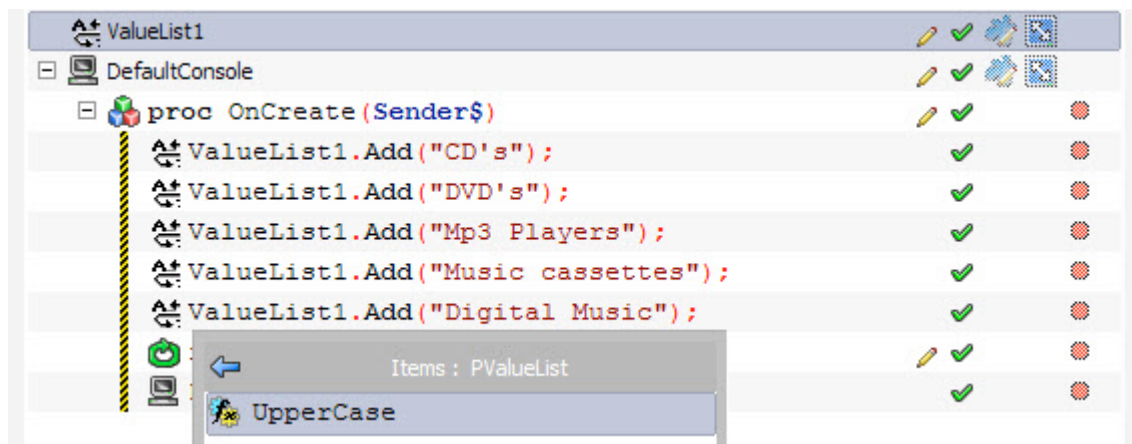 ValueList1
DefaultConsole
proc OnCreate(Sender$)
ValueList1.Add("CD's");
ValueList1.Add("DVD's");
ValueList1.Add("Mp3 Players");
ValueList1.Add("Music cassettes");
ValueList1.Add("Digital Music");
Items : PValueList
UpperCase